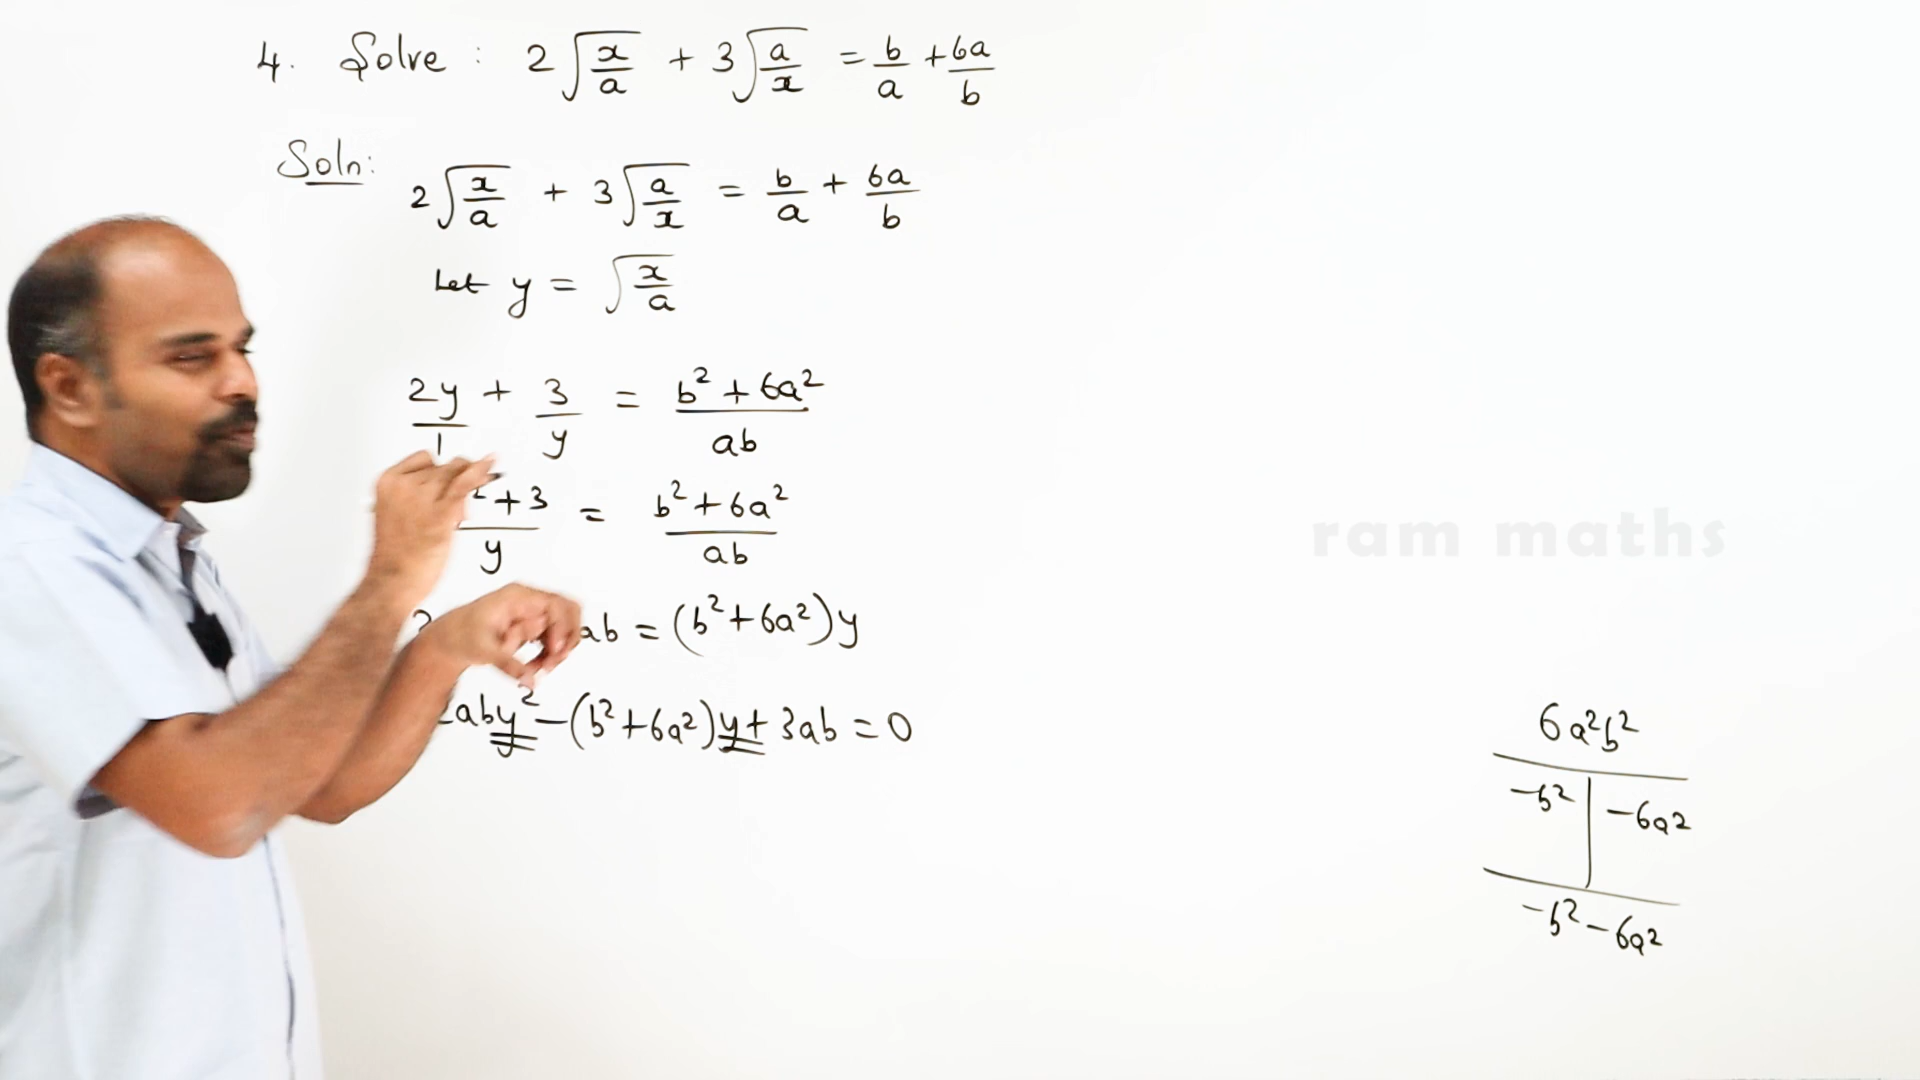 4. Solve : 2√(x/a) + 3√(a/x) = b/a + 6a/b
Soln: 2√(x/a) + 3√(a/x) = b/a + 6a/b
Let y = √(x/a)
2y/1 + 3/y = (b² + 6a²)/ab
² + 3 / y = (b² + 6a²)/ab
ab = (b² + 6a²)y
aby² - (b² + 6a²)y + 3ab = 0
ram maths
6a²b²
-b² | -6a²
-b² - 6a²